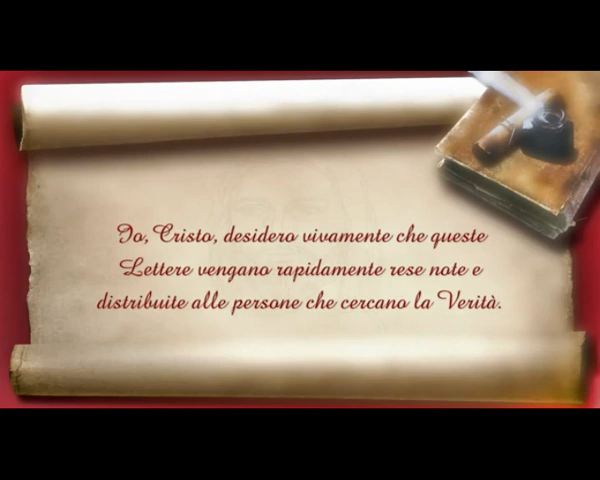 Io, Cristo, desidero vivamente che queste
Lettere vengano rapidamente rese note e
distribuite alle persone che cercano la Verità.